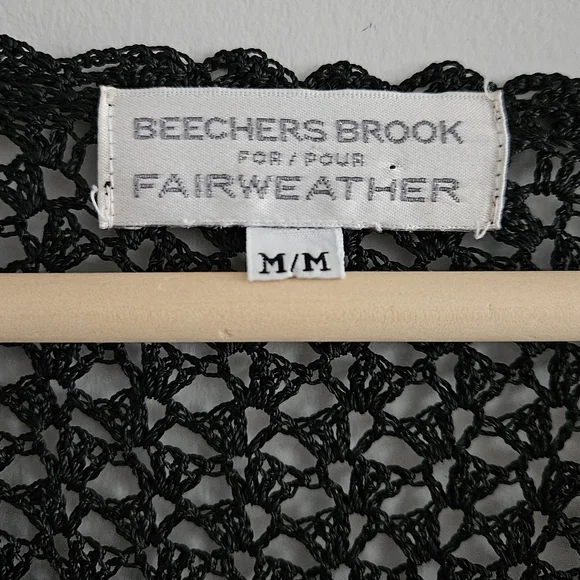 BEECHERS BROOK
FOR / POUR
FAIRWEATHER
M/M